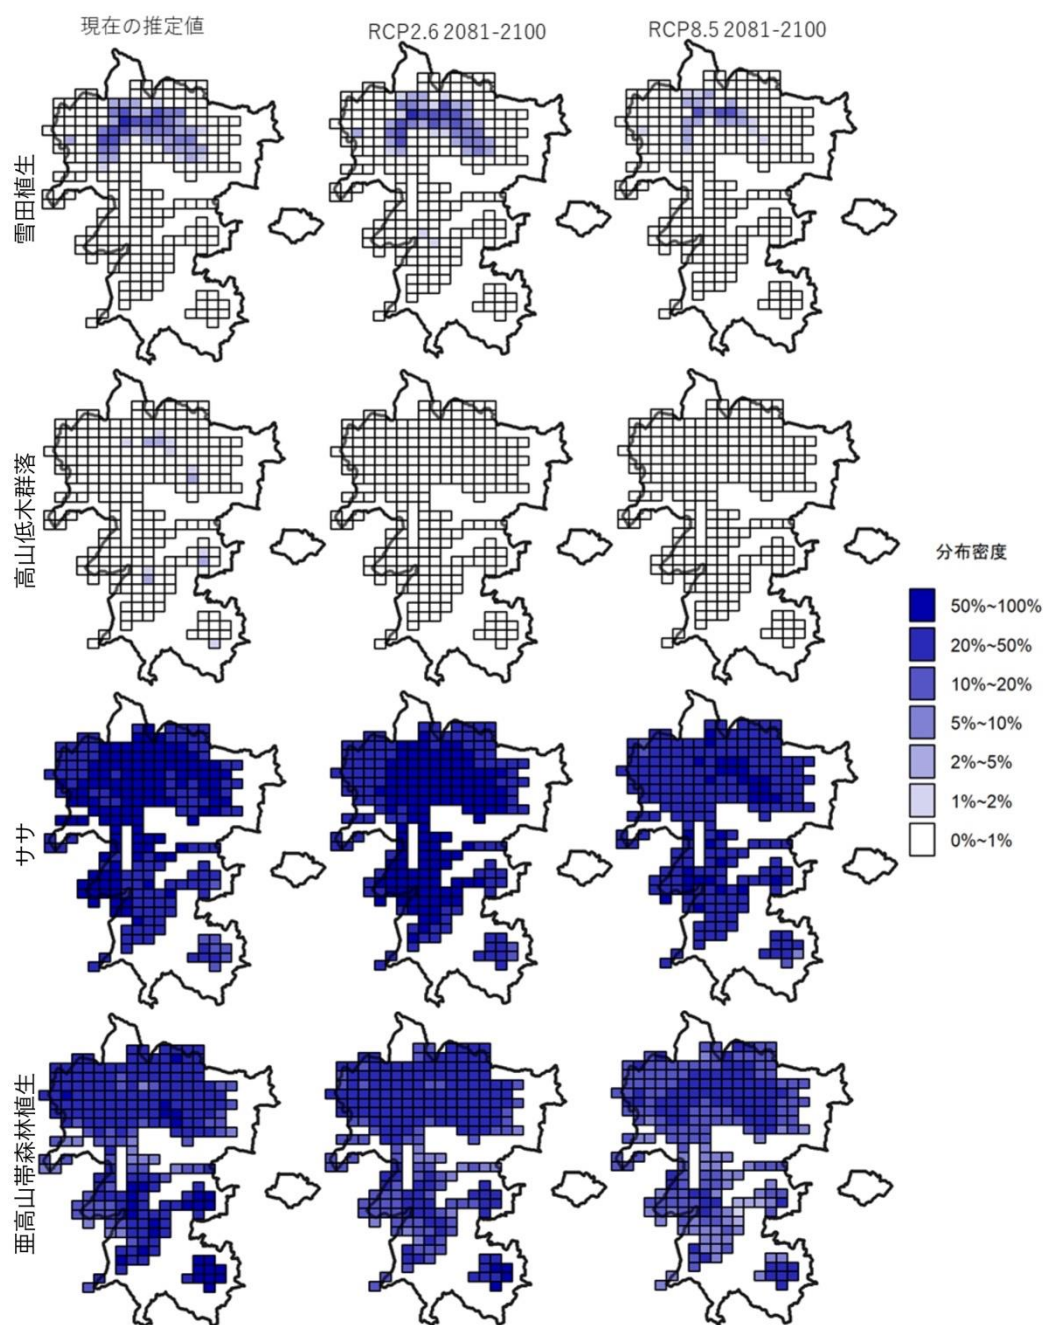 現在の推定値
RCP2.6 2081-2100
RCP8.5 2081-2100
雪田植生
高山低木群落
ササ
亜高山帯森林植生
分布密度
50%~100%
20%~50%
10%~20%
5%~10%
2%~5%
1%~2%
0%~1%